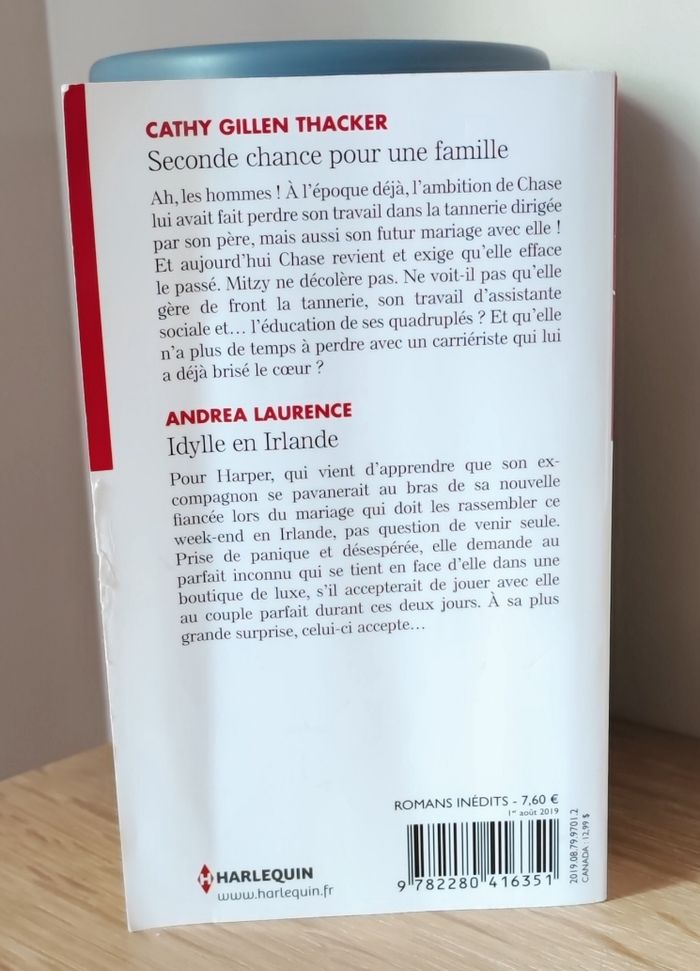 CATHY GILLEN THACKER
Seconde chance pour une famille
Ah, les hommes ! À l'époque déjà, l'ambition de Chase
lui avait fait perdre son travail dans la tannerie dirigée
par son père, mais aussi son futur mariage avec elle !
Et aujourd'hui Chase revient et exige qu'elle efface
le passé. Mitzy ne décolère pas. Ne voit-il pas qu'elle
gère de front la tannerie, son travail d'assistante
sociale et… l'éducation de ses quadruplés ? Et qu'elle
n'a plus de temps à perdre avec un carriériste qui lui
a déjà brisé le cœur ?
ANDREA LAURENCE
Idylle en Irlande
Pour Harper, qui vient d'apprendre que son ex-
compagnon se pavanerait au bras de sa nouvelle
fiancée lors du mariage qui doit les rassembler ce
week-end en Irlande, pas question de venir seule.
Prise de panique et désespérée, elle demande au
parfait inconnu qui se tient en face d'elle dans une
boutique de luxe, s'il accepterait de jouer avec elle
au couple parfait durant ces deux jours. À sa plus
grande surprise, celui-ci accepte…
ROMANS INÉDITS - 7,60 €
1er août 2019
9 782280 416351
2019.08.79.9701.2
CANADA : 12,99 $
H HARLEQUIN
www.harlequin.fr